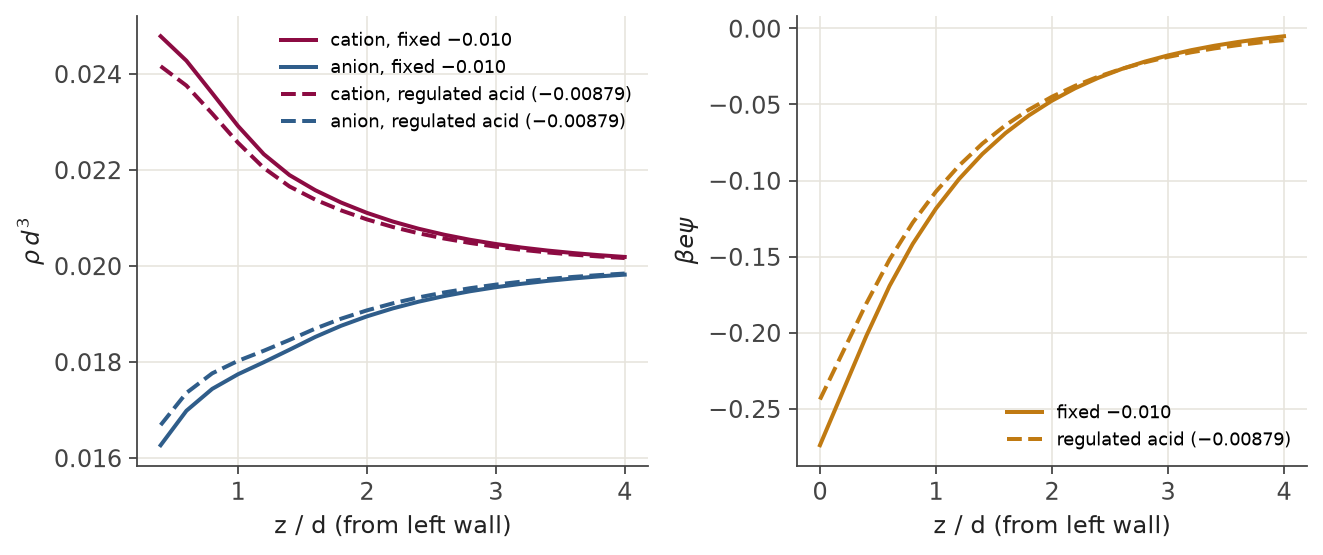 cation, fixed −0.010
anion, fixed −0.010
cation, regulated acid (−0.00879)
anion, regulated acid (−0.00879)
0.024
0.022
0.020
0.018
0.016
ρd³
1 2 3 4
z / d (from left wall)
0.00
−0.05
−0.10
−0.15
−0.20
−0.25
βeψ
fixed −0.010
regulated acid (−0.00879)
0 1 2 3 4
z / d (from left wall)